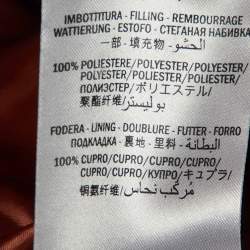 IMBOTTITURA - FILLING - REMBOURRAGE
WATTIERUNG - ESTOFO - СТЕГАНАЯ НАБИВКА
一部 - 填充物 - الحشو
100% POLIESTERE/POLYESTER/POLYESTER/
POLYESTER/POLIESTER/POLYESTER/
ПОЛИЭСТЕР/ポリエステル/
聚酯纤维/بوليستر
FODERA - LINING - DOUBLURE - FUTTER - FORRO
ПОДКЛАДКА - 裏地 - 里料 - البطانة
100% CUPRO/CUPRO/CUPRO/CUPRO/
CUPRO/CUPRO/КУПРО/キュプラ/
铜氨纤维/مُركب نحاس